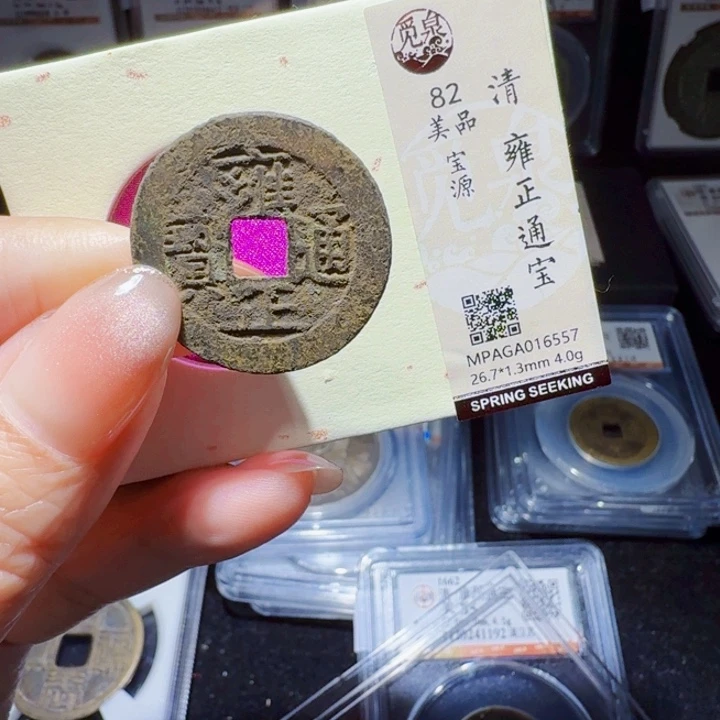 觅泉
清 雍正通宝
82
美品
宝源
MPAGA016557
26.7*1.3mm 4.0g
SPRING SEEKING
雍正通寶
1662